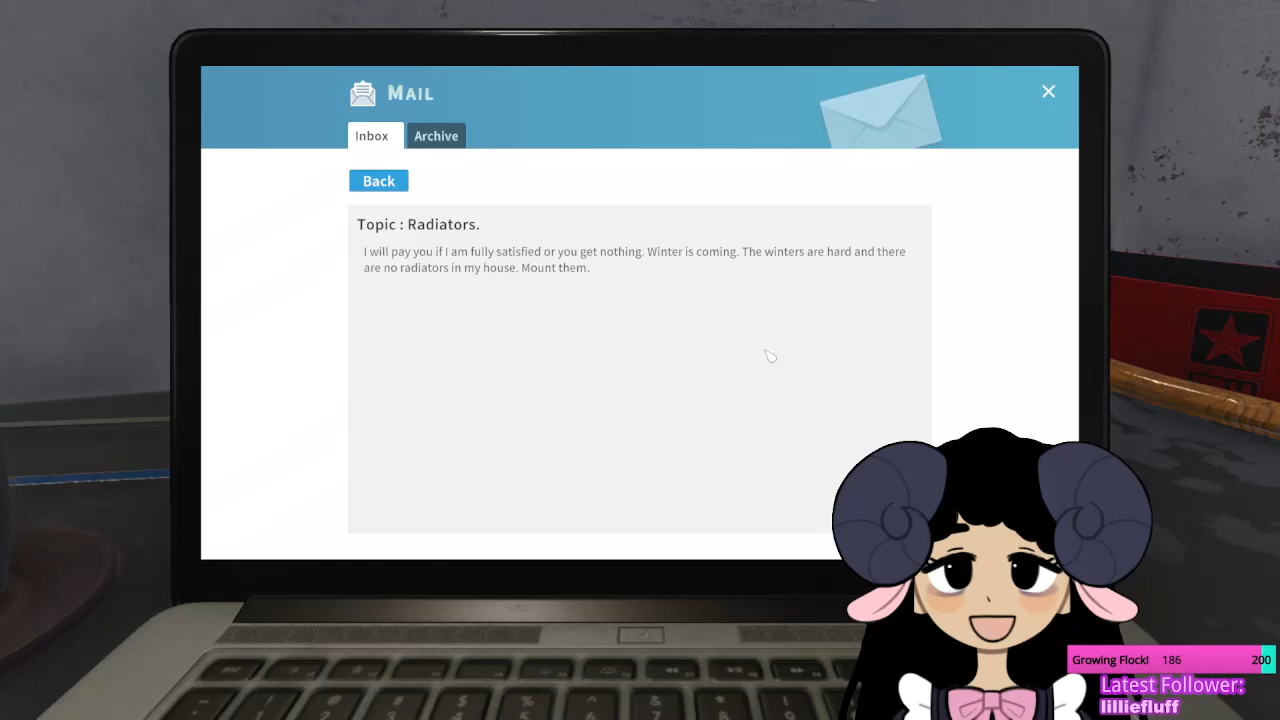 MAIL
Inbox
Archive
Back
Topic : Radiators.
I will pay you if I am fully satisfied or you get nothing. Winter is coming. The winters are hard and there
are no radiators in my house. Mount them.
Growing Flock! 186 200
Latest Follower:
lilliefluff